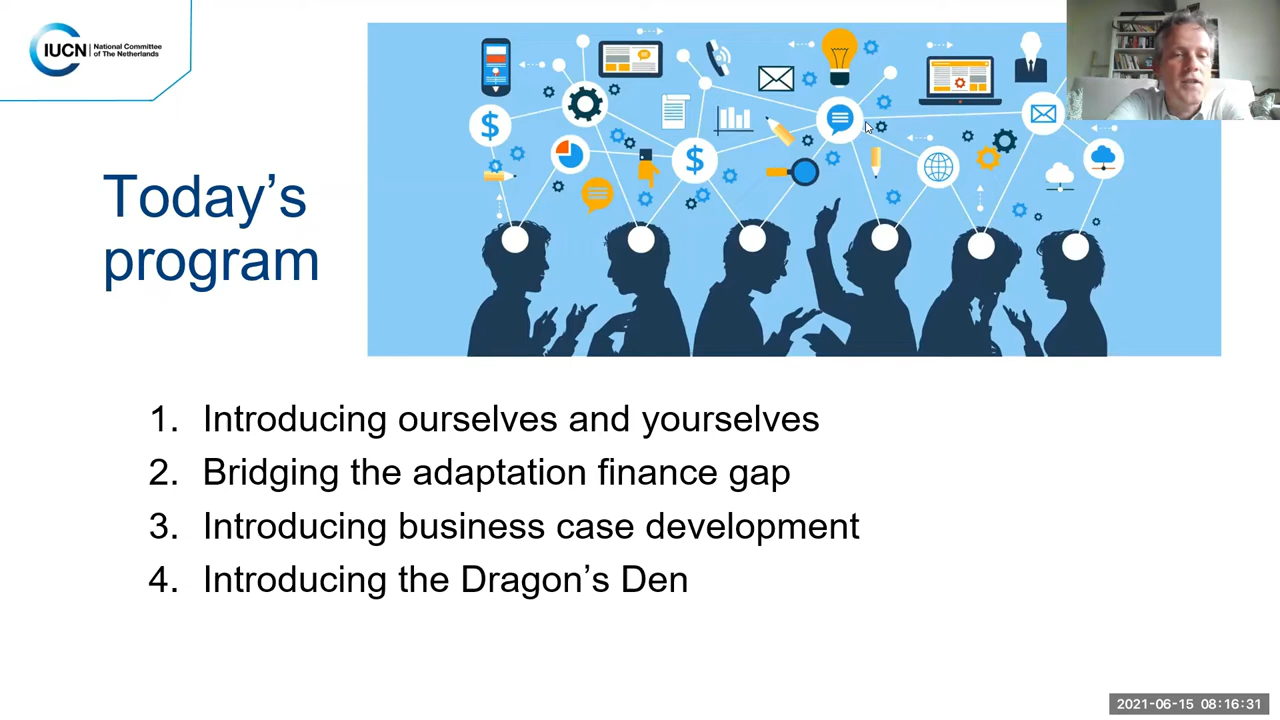 IUCN
National Committee
of The Netherlands
Today's
program
$
$
1. Introducing ourselves and yourselves
2. Bridging the adaptation finance gap
3. Introducing business case development
4. Introducing the Dragon's Den
2021-06-15 08:16:31